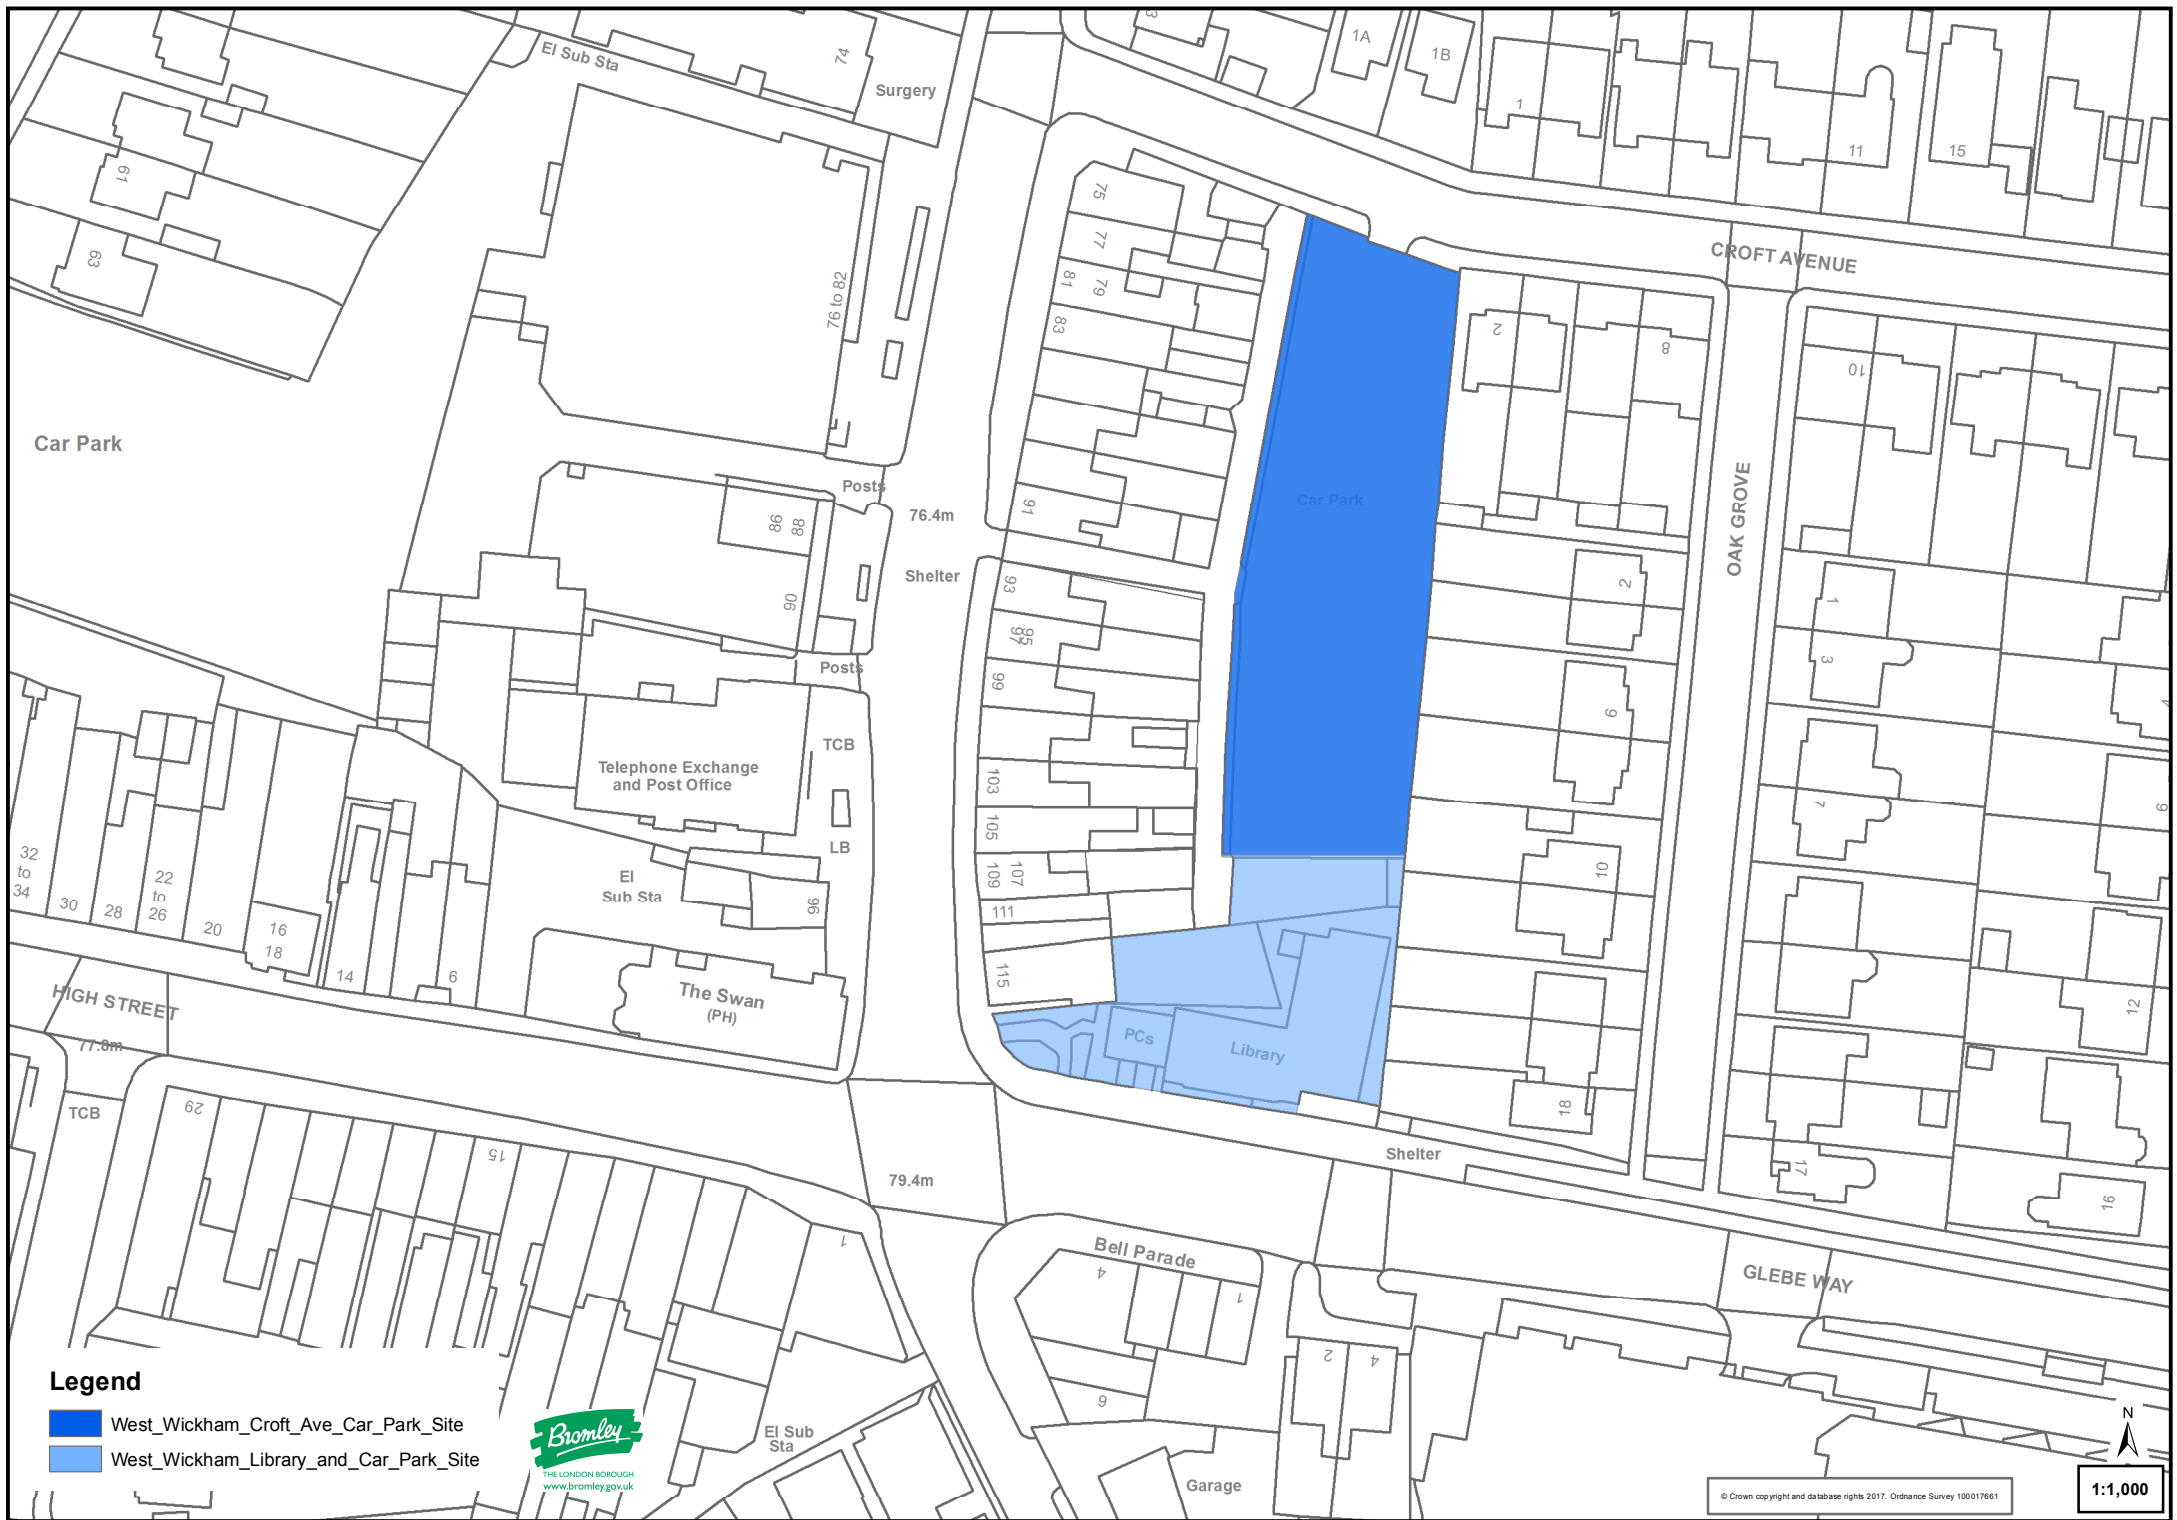 El Sub Sta
74
Surgery
3
1A
1B
1
11
15
61
63
75
77
79
81
83
76 to 82
CROFT AVENUE
2
8
10
Car Park
Car Park
OAK GROVE
Posts
76.4m
86
88
91
Shelter
90
93
95
97
99
Posts
2
1
3
6
4
TCB
Telephone Exchange
and Post Office
103
7
9
105
LB
107
109
El
Sub Sta
96
111
10
32
to
34
30
28
22
to
26
20
16
18
14
6
The Swan
(PH)
115
12
HIGH STREET
77.8m
PCs
Library
TCB
29
15
18
Shelter
17
16
79.4m
1
Bell Parade
4
1
GLEBE WAY
2
4
6
El Sub
Sta
Garage
Legend
West_Wickham_Croft_Ave_Car_Park_Site
West_Wickham_Library_and_Car_Park_Site
Bromley
THE LONDON BOROUGH
www.bromley.gov.uk
N
© Crown copyright and database rights 2017. Ordnance Survey 100017661
1:1,000